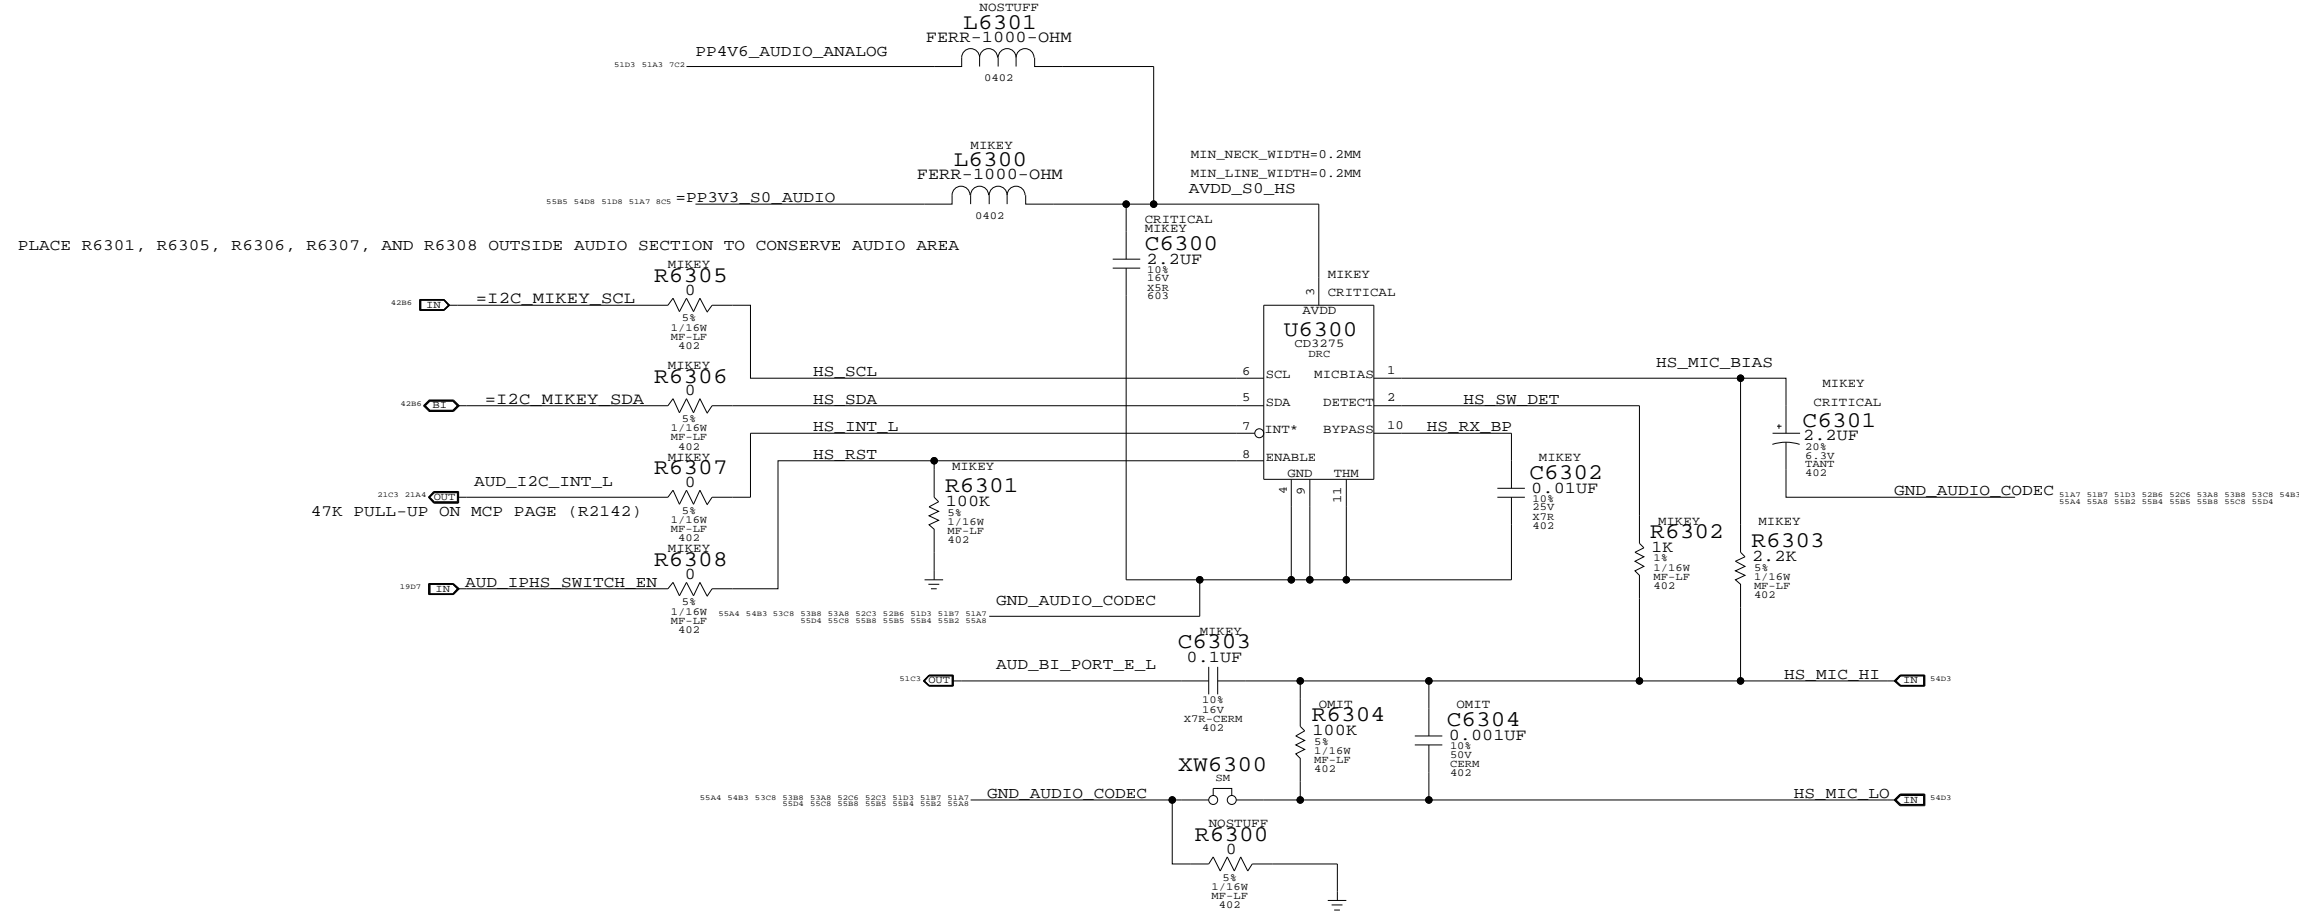 NOSTUFF
L6301
FERR-1000-OHM
PP4V6_AUDIO_ANALOG
51D3 51A3 7C2
0402
MIKEY
L6300
FERR-1000-OHM
MIN_NECK_WIDTH=0.2MM
MIN_LINE_WIDTH=0.2MM
AVDD_S0_HS
55B5 54D8 51D8 51A7 8C5 =PP3V3_S0_AUDIO
0402
CRITICAL
MIKEY
C6300
2.2UF
10%
16V
X5R
603
PLACE R6301, R6305, R6306, R6307, AND R6308 OUTSIDE AUDIO SECTION TO CONSERVE AUDIO AREA
MIKEY
R6305
0
5%
1/16W
MF-LF
402
42B6 IN =I2C_MIKEY_SCL
MIKEY
CRITICAL
3
AVDD
U6300
CD3275
DRC
MIKEY
R6306
0
5%
1/16W
MF-LF
402
HS_SCL
6 SCL
MICBIAS 1
HS_MIC_BIAS
42B6 BI =I2C_MIKEY_SDA
HS_SDA
5 SDA
DETECT 2
HS_SW_DET
HS_INT_L
7 INT*
BYPASS 10
HS_RX_BP
HS_RST
8 ENABLE
GND THM
4 9 11
MIKEY
CRITICAL
+
C6301
2.2UF
20%
6.3V
TANT
402
MIKEY
R6307
0
5%
1/16W
MF-LF
402
AUD_I2C_INT_L
21C3 21A4 OUT
47K PULL-UP ON MCP PAGE (R2142)
MIKEY
R6301
100K
5%
1/16W
MF-LF
402
MIKEY
C6302
0.01UF
10%
25V
X7R
402
GND_AUDIO_CODEC
51A7 51B7 51D3 52B6 52C6 53A8 53B8 53C8 54B3
55A4 55A8 55B2 55B4 55B5 55B8 55C8 55D4
MIKEY
R6302
1K
1%
1/16W
MF-LF
402
MIKEY
R6303
2.2K
5%
1/16W
MF-LF
402
MIKEY
R6308
0
5%
1/16W
MF-LF
402
19D7 IN AUD_IPHS_SWITCH_EN
GND_AUDIO_CODEC
55A4 54B3 53C8 53B8 53A8 52C3 52B6 51D3 51B7 51A7
55D4 55C8 55B8 55B5 55B4 55B2 55A8
MIKEY
C6303
0.1UF
10%
16V
X7R-CERM
402
AUD_BI_PORT_E_L
51C3 OUT
HS_MIC_HI
IN 54D3
OMIT
R6304
100K
5%
1/16W
MF-LF
402
OMIT
C6304
0.001UF
10%
50V
CERM
402
XW6300
SM
55A4 54B3 53C8 53B8 53A8 52C6 52C3 51D3 51B7 51A7
55D4 55C8 55B8 55B5 55B4 55B2 55A8
GND_AUDIO_CODEC
HS_MIC_LO
IN 54D3
NOSTUFF
R6300
0
5%
1/16W
MF-LF
402